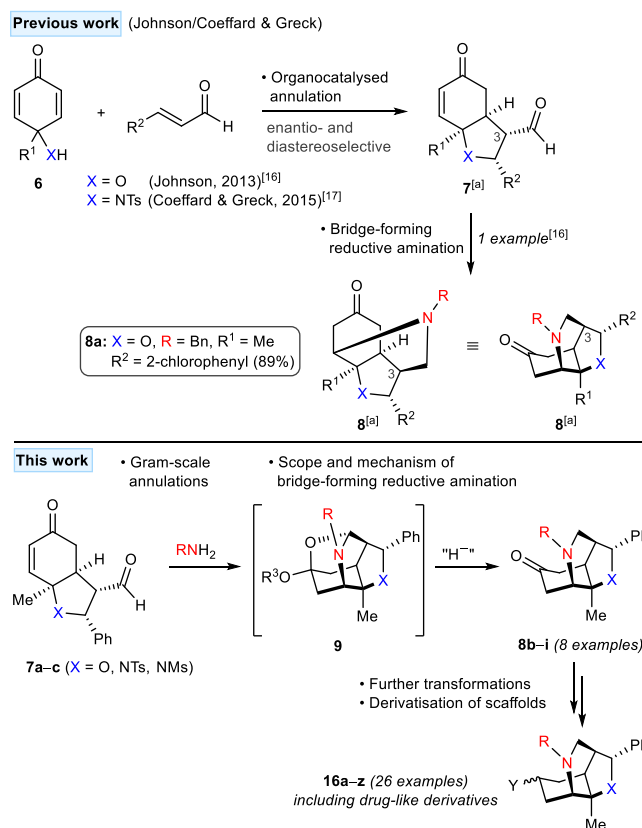 Previous work (Johnson/Coeffard & Greck)
O
R¹ XH
6
+
R² O H
• Organocatalysed
annulation
enantio- and
diastereoselective
O
H O
3 H
R¹ X
R²
7[a]
X = O (Johnson, 2013)[16]
X = NTs (Coeffard & Greck, 2015)[17]
• Bridge-forming
reductive amination
1 example[16]
8a: X = O, R = Bn, R¹ = Me
R² = 2-chlorophenyl (89%)
O R
N
H
3
R¹ X
R²
8[a]
≡
R N 3 R²
O X
R¹
8[a]
This work
• Gram-scale
annulations
• Scope and mechanism of
bridge-forming reductive amination
O
H O
H
Me X
Ph
7a–c (X = O, NTs, NMs)
RNH₂
R
O N Ph
R³O X
Me
9
"H⁻"
R N Ph
O X
Me
8b–i (8 examples)
• Further transformations
• Derivatisation of scaffolds
16a–z (26 examples)
including drug-like derivatives
R N
Y X
Me